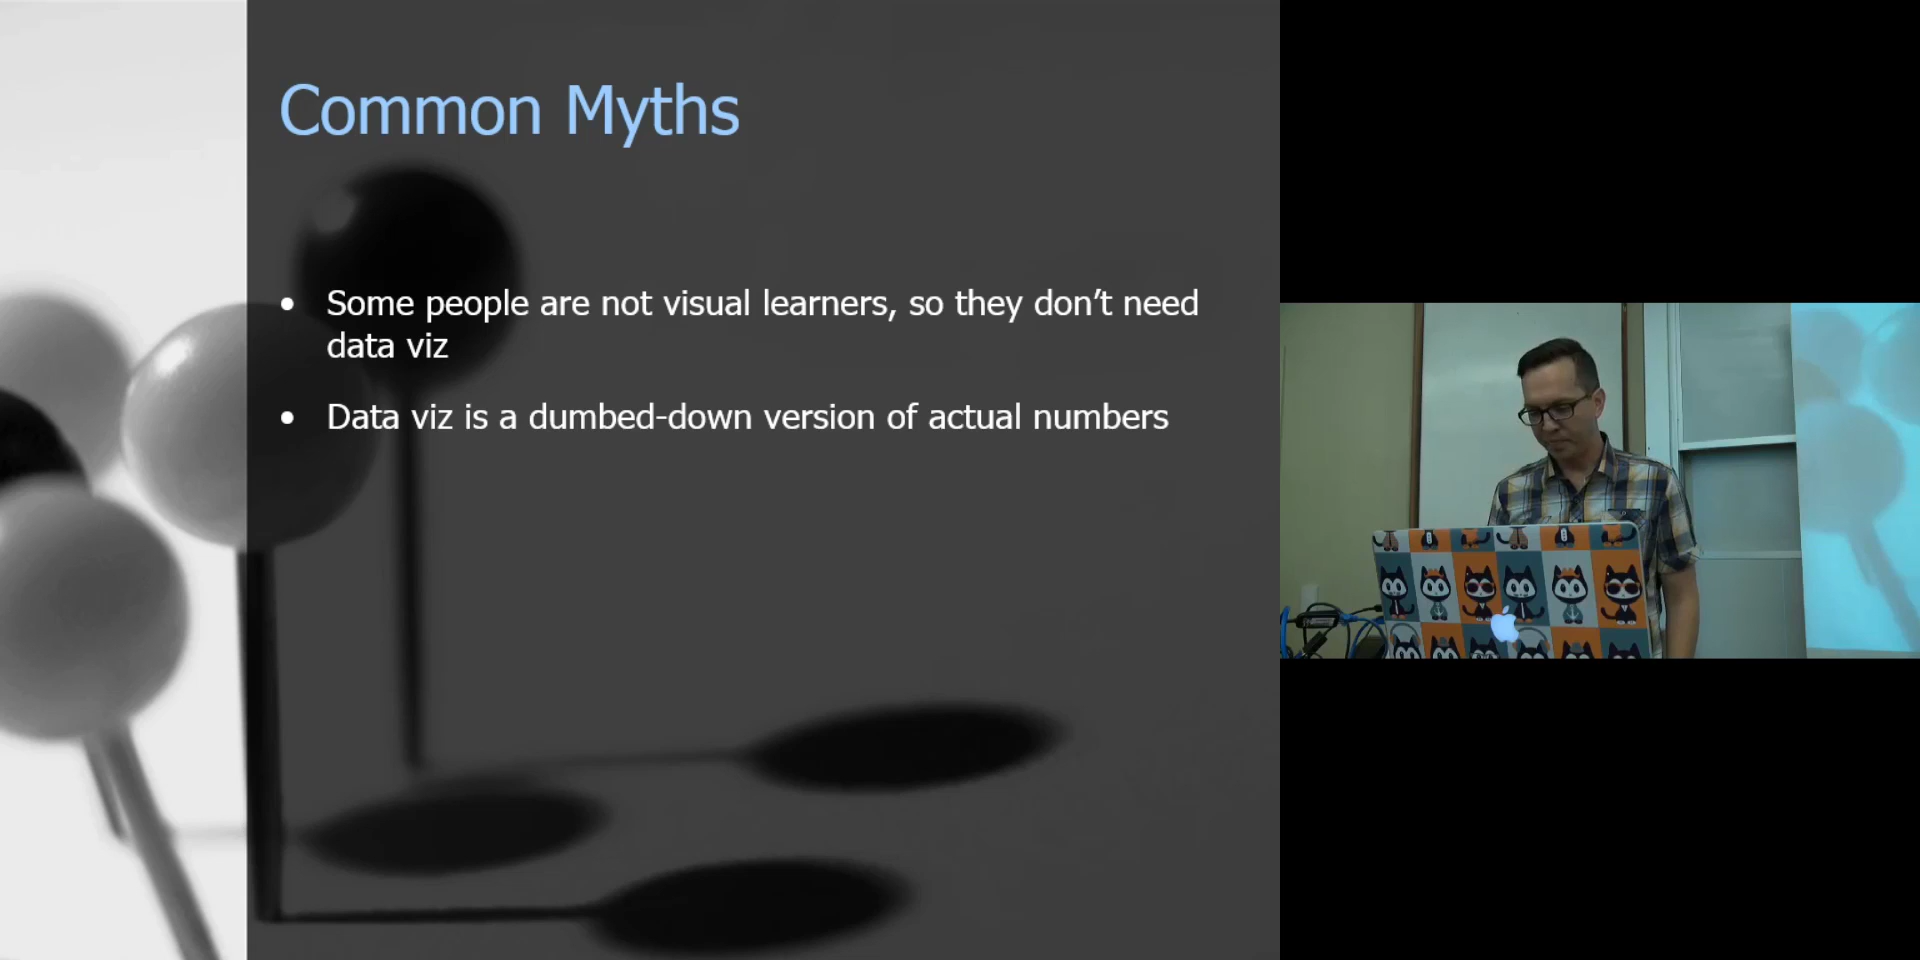 Common Myths
• Some people are not visual learners, so they don’t need
data viz
• Data viz is a dumbed-down version of actual numbers